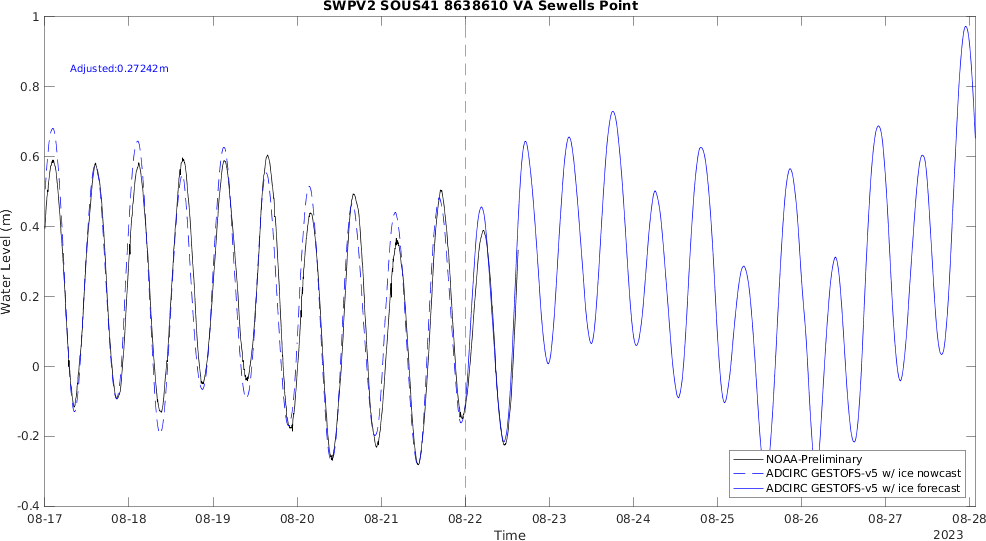 SWPV2 SOUS41 8638610 VA Sewells Point
Adjusted:0.27242m
1
0.8
0.6
0.4
0.2
0
-0.2
-0.4
Water Level (m)
NOAA-Preliminary
ADCIRC GESTOFS-v5 w/ ice nowcast
ADCIRC GESTOFS-v5 w/ ice forecast
08-17 08-18 08-19 08-20 08-21 08-22 08-23 08-24 08-25 08-26 08-27 08-28
Time
2023